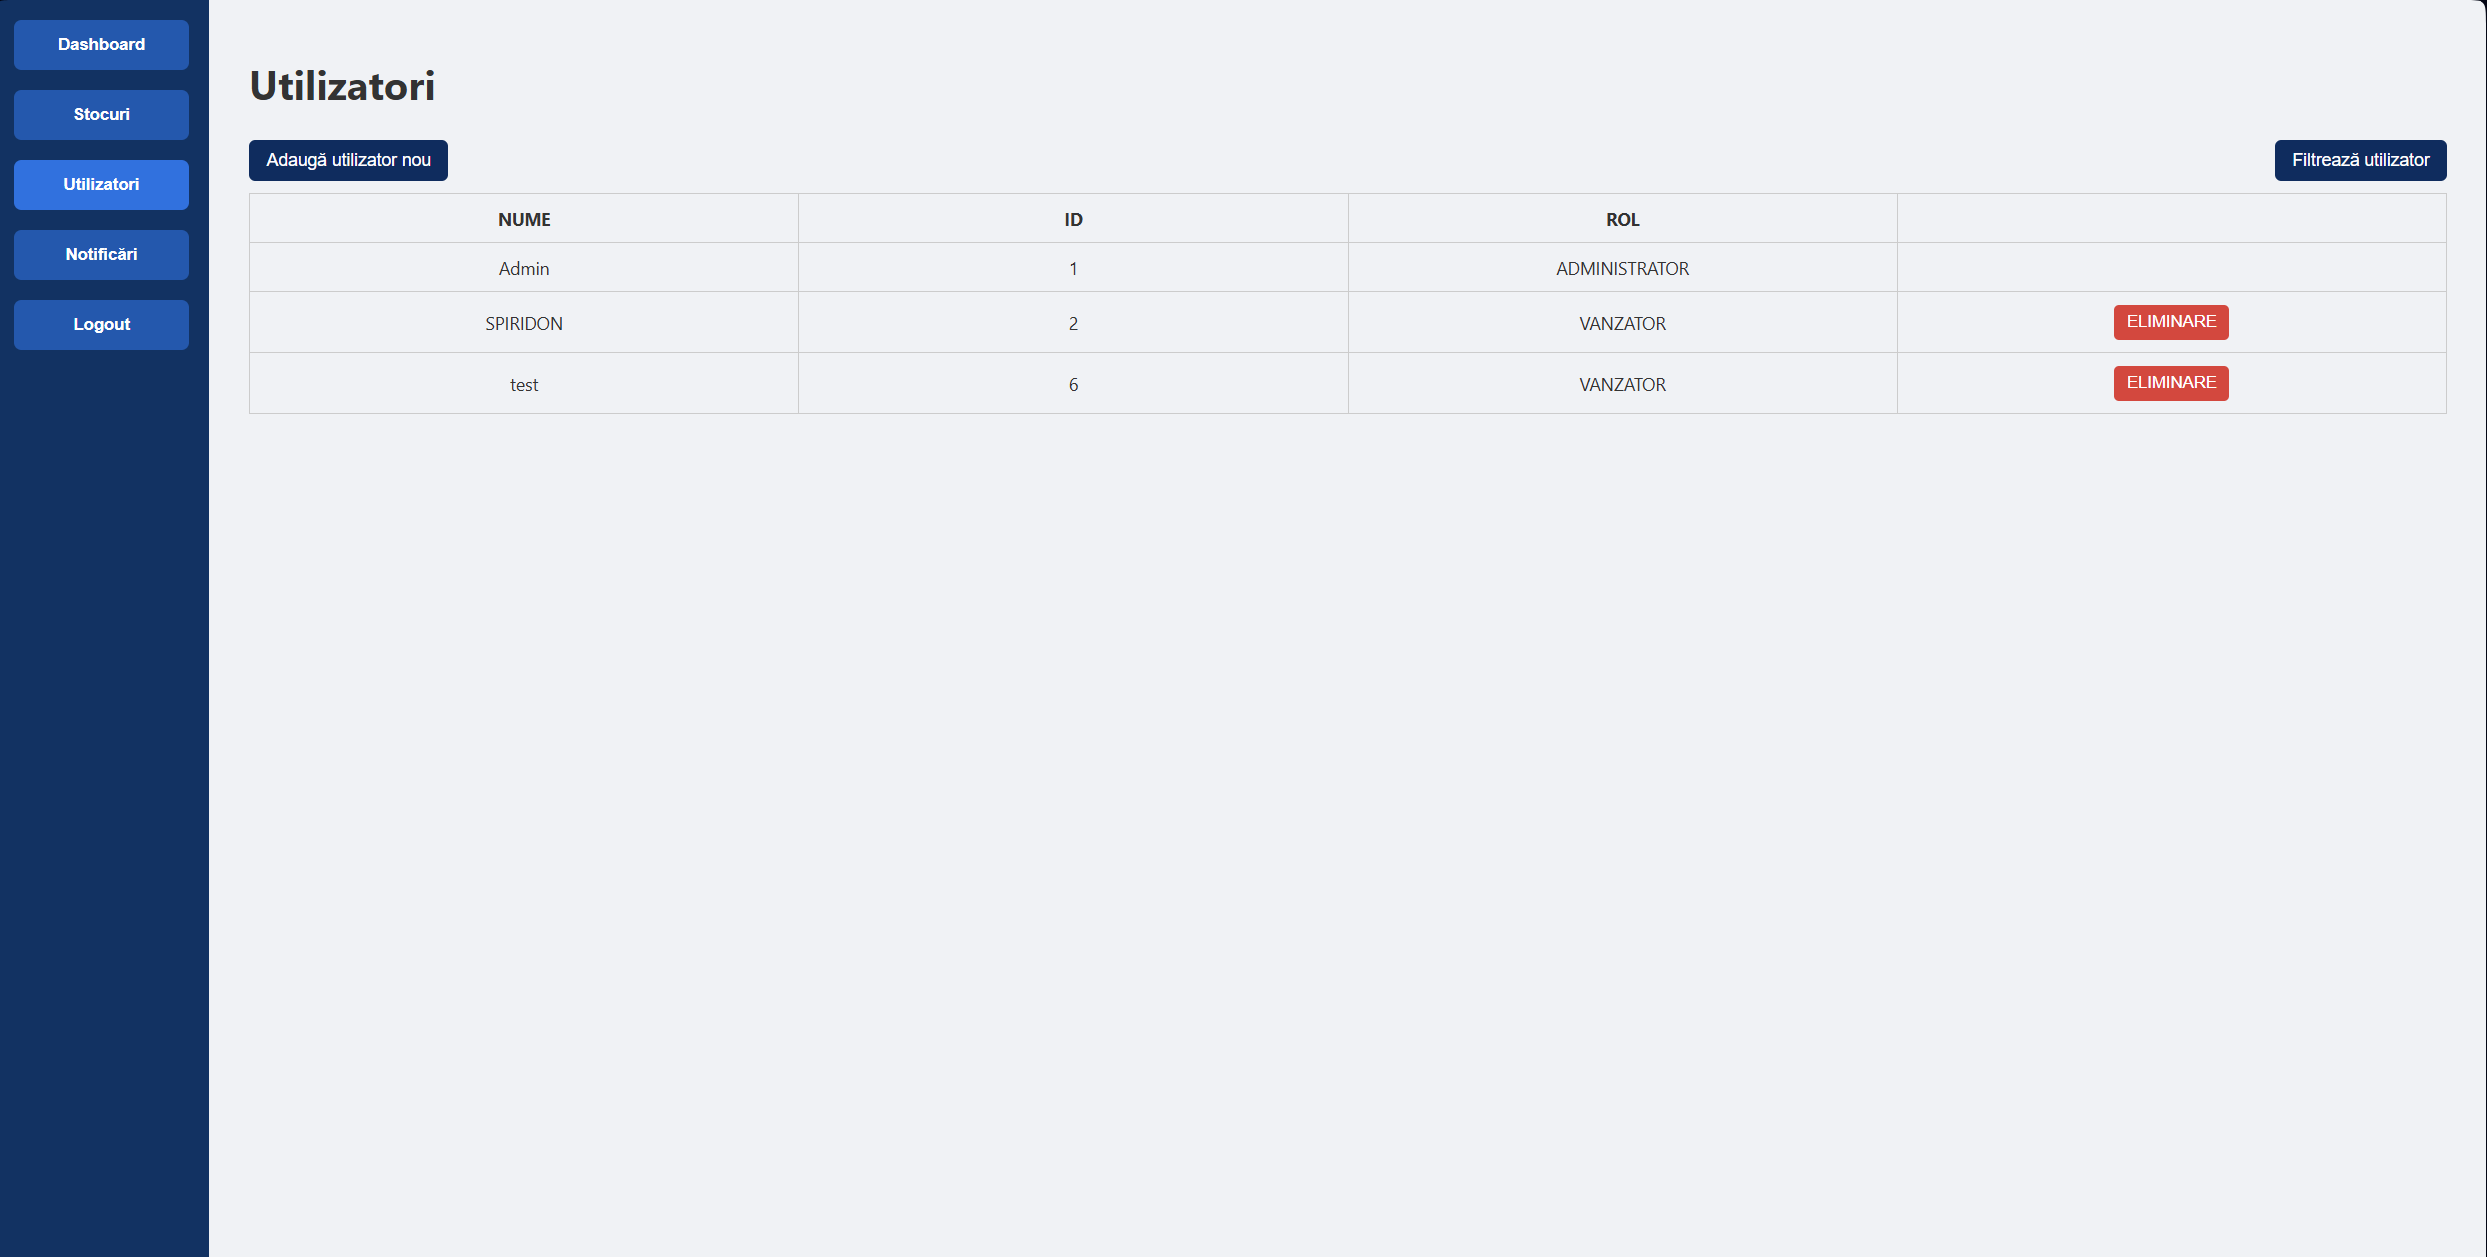 Dashboard
Stocuri
Utilizatori
Notificări
Logout
Utilizatori
Adaugă utilizator nou
Filtrează utilizator
NUME ID ROL
Admin 1 ADMINISTRATOR
SPIRIDON 2 VANZATOR ELIMINARE
test 6 VANZATOR ELIMINARE